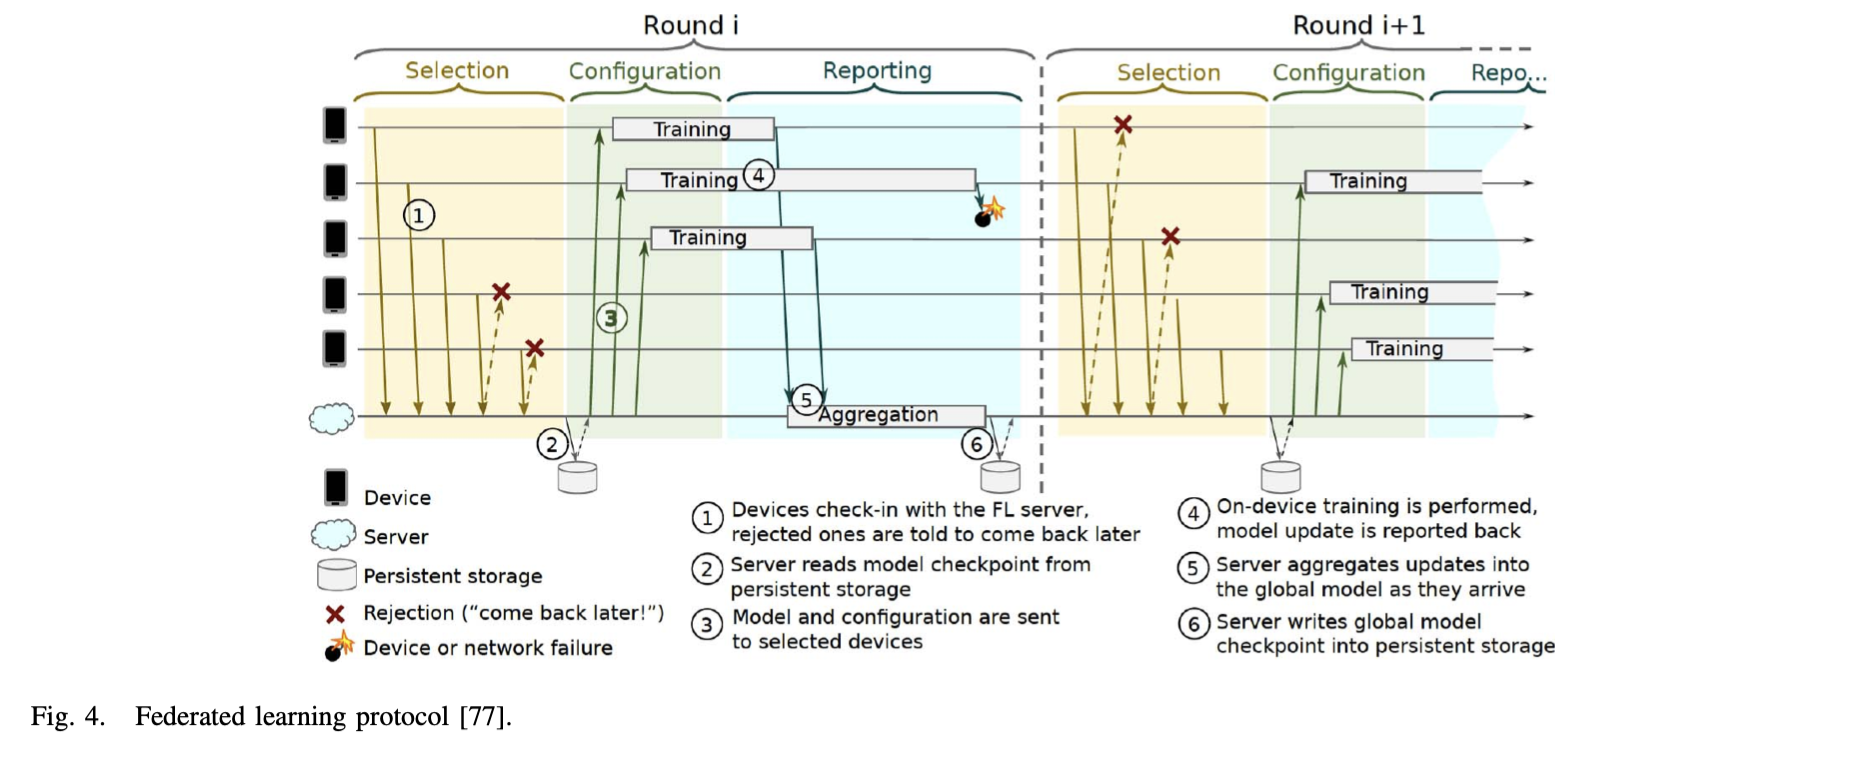 Round i
Round i+1
Selection
Configuration
Reporting
Selection
Configuration
Repo...
Training
Training
4
Training
1
3
Training
Training
Training
5
Aggregation
2
6
Device
Server
Persistent storage
Rejection (“come back later!”)
Device or network failure
1 Devices check-in with the FL server,
rejected ones are told to come back later
2 Server reads model checkpoint from
persistent storage
3 Model and configuration are sent
to selected devices
4 On-device training is performed,
model update is reported back
5 Server aggregates updates into
the global model as they arrive
6 Server writes global model
checkpoint into persistent storage
Fig. 4. Federated learning protocol [77].